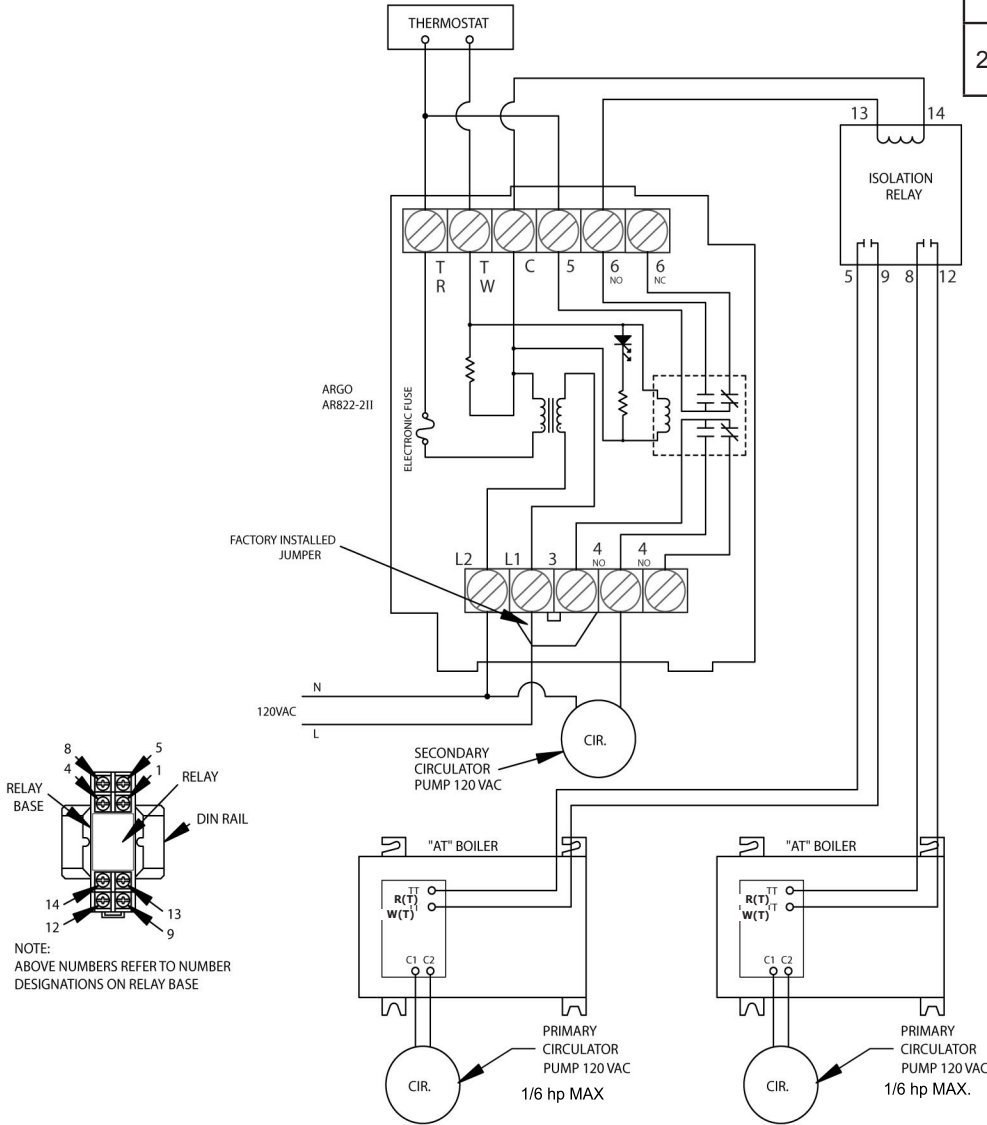 THERMOSTAT
2
13
14
ISOLATION
RELAY
5
9
8
12
T
R
T
W
C
5
6
NO
6
NC
ARGO
AR822-2II
ELECTRONIC FUSE
FACTORY INSTALLED
JUMPER
L2
L1
3
4
NO
4
NO
N
120VAC
L
CIR.
SECONDARY
CIRCULATOR
PUMP 120 VAC
8
5
4
1
RELAY
BASE
RELAY
DIN RAIL
14
13
12
9
NOTE:
ABOVE NUMBERS REFER TO NUMBER
DESIGNATIONS ON RELAY BASE
"AT" BOILER
TT
R(T)
W(T)
C1 C2
PRIMARY
CIRCULATOR
PUMP 120 VAC
1/6 hp MAX
CIR.
"AT" BOILER
TT
R(T)
W(T)
C1 C2
PRIMARY
CIRCULATOR
PUMP 120 VAC
1/6 hp MAX.
CIR.